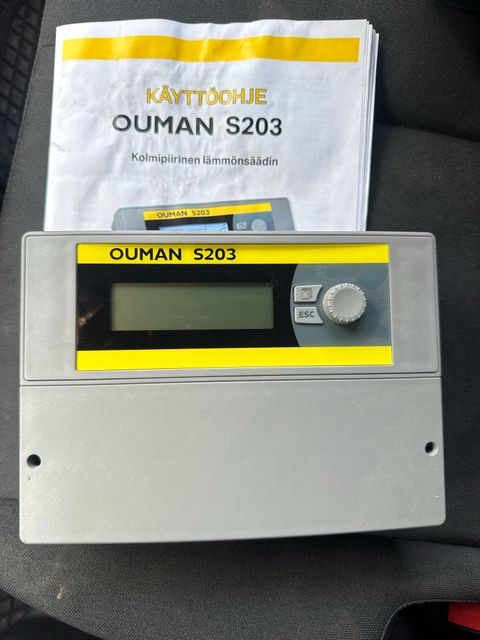 KÄYTTÖOHJE
OUMAN S203
Kolmipiirinen lämmönsäädin
OUMAN S203
OUMAN S203
ESC